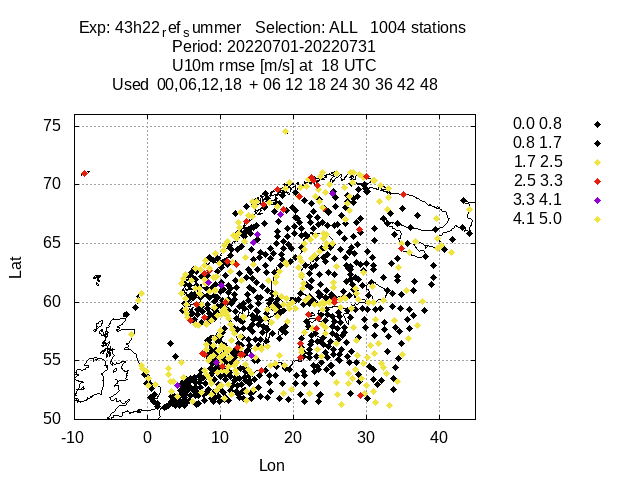 Exp: 43h22ref summer   Selection: ALL   1004 stations
Period: 20220701-20220731
U10m rmse [m/s] at  18 UTC
Used  00,06,12,18  + 06 12 18 24 30 36 42 48
0.0 0.8
0.8 1.7
1.7 2.5
2.5 3.3
3.3 4.1
4.1 5.0
75
70
65
60
55
50
Lat
-10 0 10 20 30 40
Lon